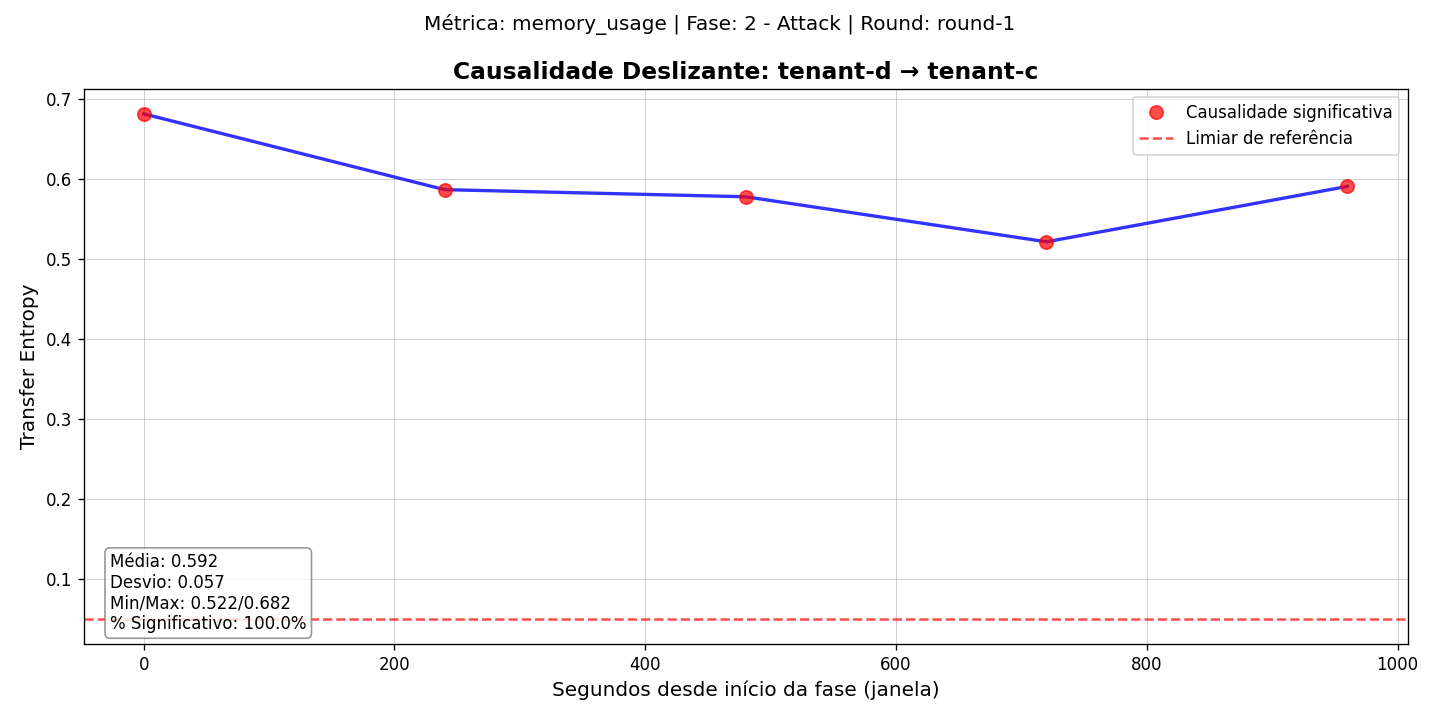 Métrica: memory_usage | Fase: 2 - Attack | Round: round-1
Causalidade Deslizante: tenant-d → tenant-c
Causalidade significativa
Limiar de referência
Transfer Entropy
0.7
0.6
0.5
0.4
0.3
0.2
0.1
Média: 0.592
Desvio: 0.057
Min/Max: 0.522/0.682
% Significativo: 100.0%
0
200
400
600
800
1000
Segundos desde início da fase (janela)